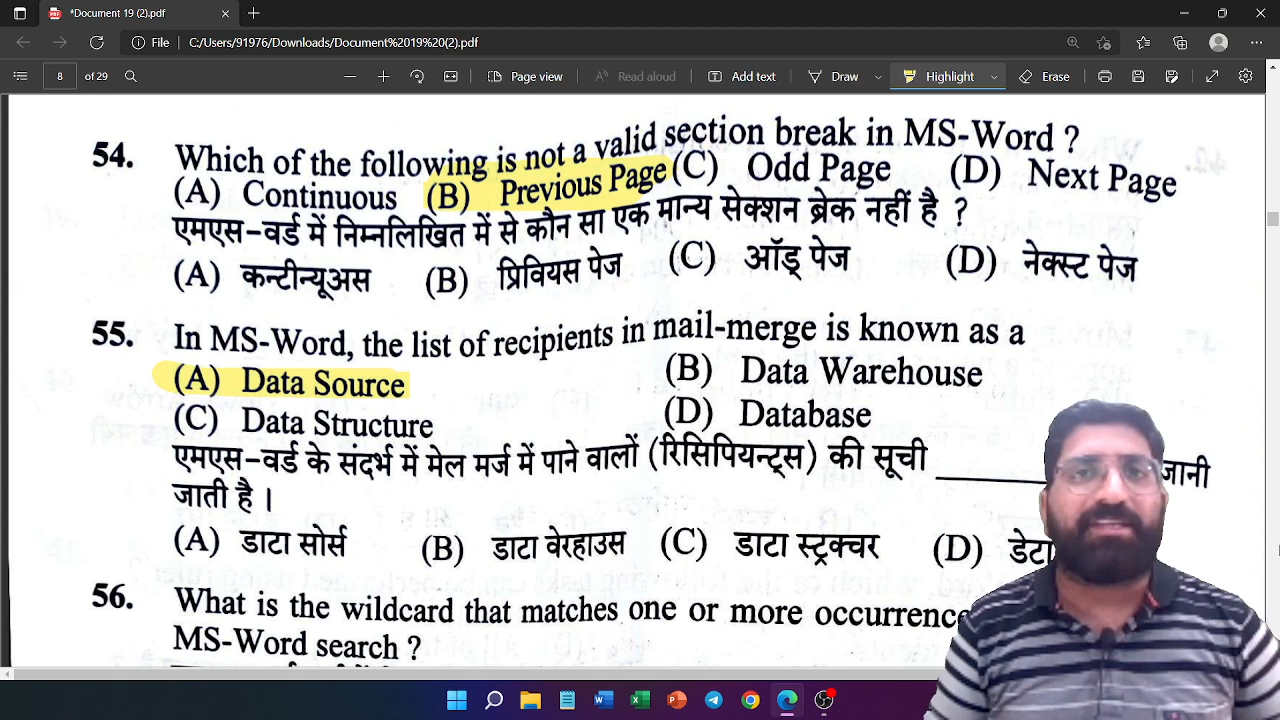 *Document 19 (2).pdf
File C:/Users/91976/Downloads/Document%2019%20(2).pdf
8 of 29 Page view Read aloud Add text Draw Highlight Erase
54. Which of the following is not a valid section break in MS-Word ?
(A) Continuous (B) Previous Page (C) Odd Page (D) Next Page
एमएस-वर्ड में निम्नलिखित में से कौन सा एक मान्य सेक्शन ब्रेक नहीं है ?
(A) कन्टीन्यूअस (B) प्रिवियस पेज (C) ऑड् पेज (D) नेक्स्ट पेज
55. In MS-Word, the list of recipients in mail-merge is known as a
(A) Data Source (B) Data Warehouse
(C) Data Structure (D) Database
एमएस-वर्ड के संदर्भ में मेल मर्ज में पाने वालों (रिसिपियन्ट्स) की सूची ________ जानी
जाती है ।
(A) डाटा सोर्स (B) डाटा वेरहाउस (C) डाटा स्ट्रक्चर (D)
56. What is the wildcard that matches one or more
MS-Word search ?